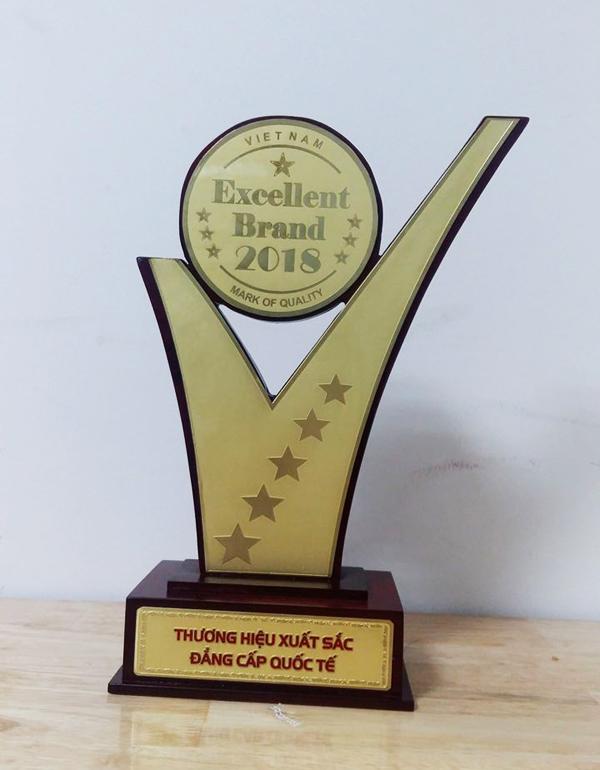 VIETNAM
Excellent
Brand
2018
MARK OF QUALITY
THƯƠNG HIỆU XUẤT SẮC
ĐẲNG CẤP QUỐC TẾ